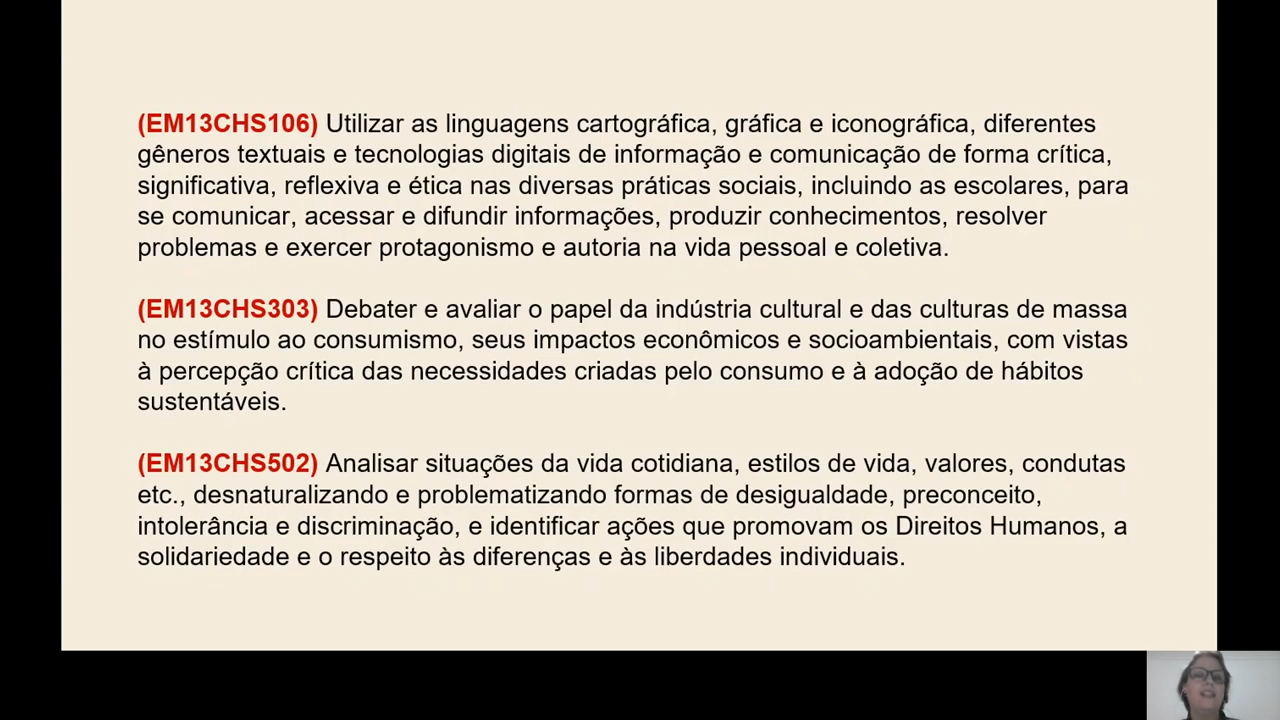 (EM13CHS106) Utilizar as linguagens cartográfica, gráfica e iconográfica, diferentes
gêneros textuais e tecnologias digitais de informação e comunicação de forma crítica,
significativa, reflexiva e ética nas diversas práticas sociais, incluindo as escolares, para
se comunicar, acessar e difundir informações, produzir conhecimentos, resolver
problemas e exercer protagonismo e autoria na vida pessoal e coletiva.
(EM13CHS303) Debater e avaliar o papel da indústria cultural e das culturas de massa
no estímulo ao consumismo, seus impactos econômicos e socioambientais, com vistas
à percepção crítica das necessidades criadas pelo consumo e à adoção de hábitos
sustentáveis.
(EM13CHS502) Analisar situações da vida cotidiana, estilos de vida, valores, condutas
etc., desnaturalizando e problematizando formas de desigualdade, preconceito,
intolerância e discriminação, e identificar ações que promovam os Direitos Humanos, a
solidariedade e o respeito às diferenças e às liberdades individuais.